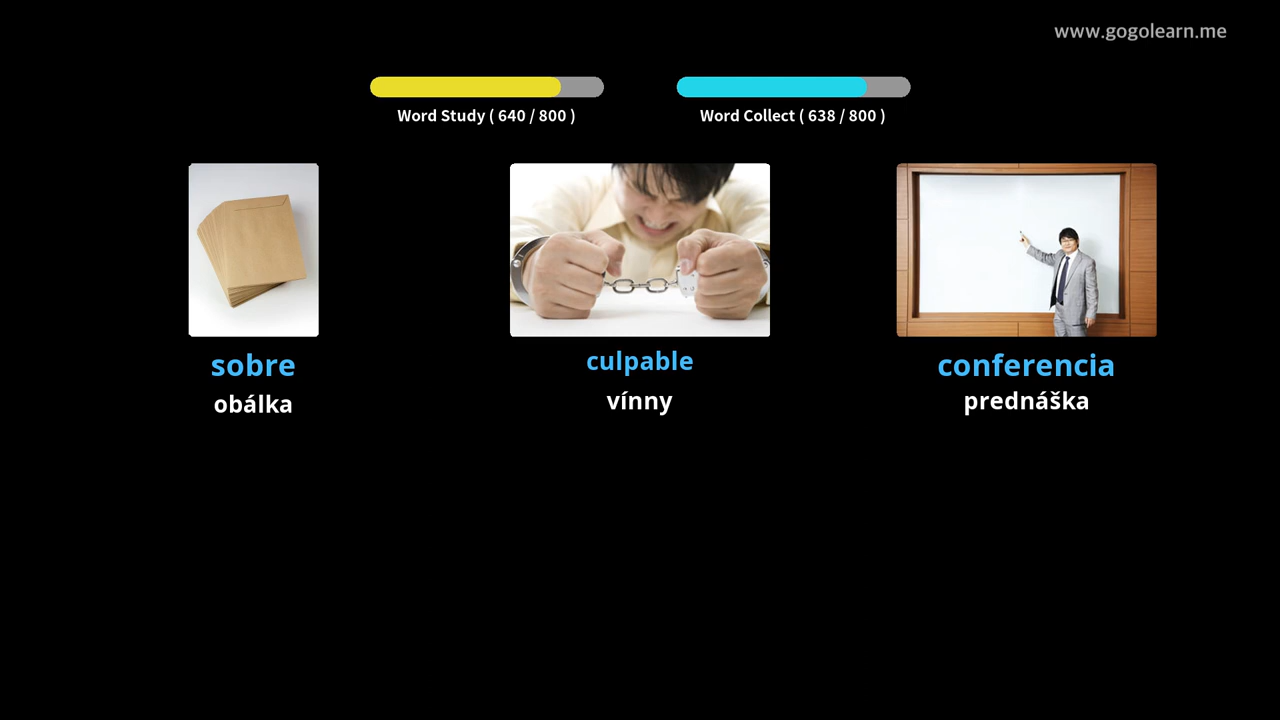 www.gogolearn.me
Word Study ( 640 / 800 )
Word Collect ( 638 / 800 )
sobre
obálka
culpable
vínny
conferencia
prednáška